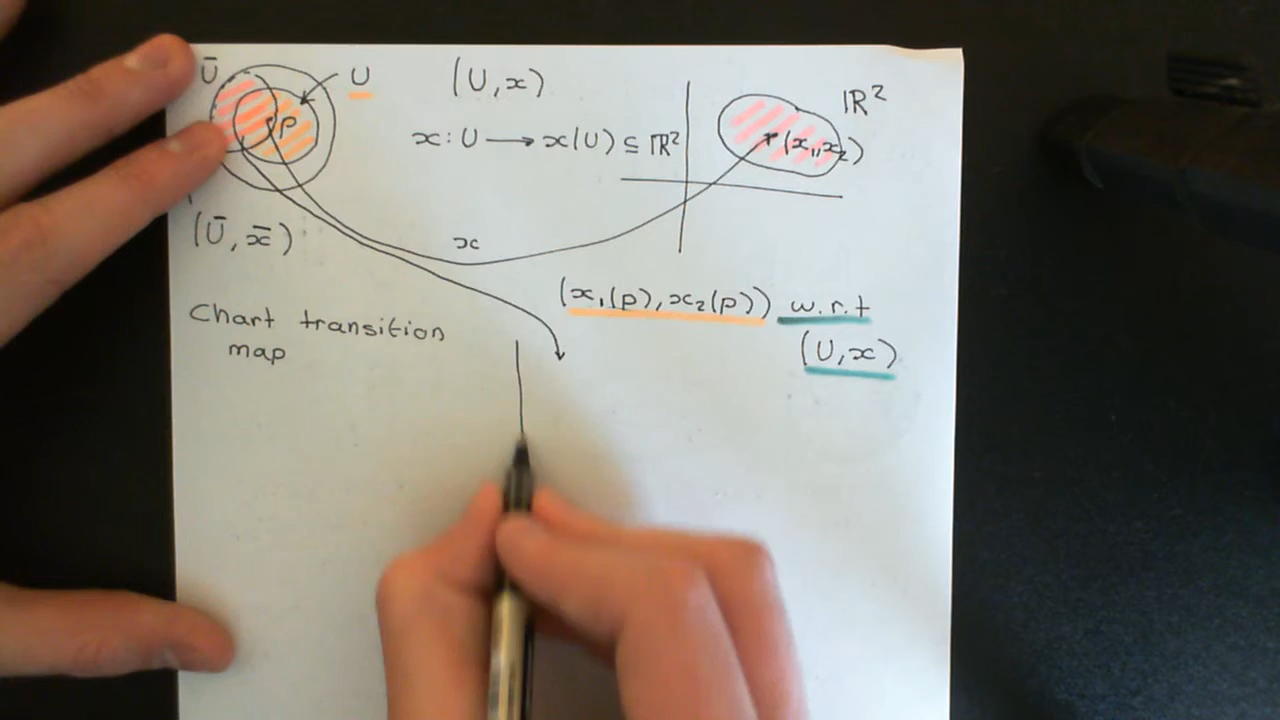 Ū U (U, x) ℝ²
p x : U ⟶ x(U) ⊆ ℝ² (x₁, x₂)
(Ū, x̄) x
(x₁(p), x₂(p)) w.r.t
Chart transition (U, x)
map